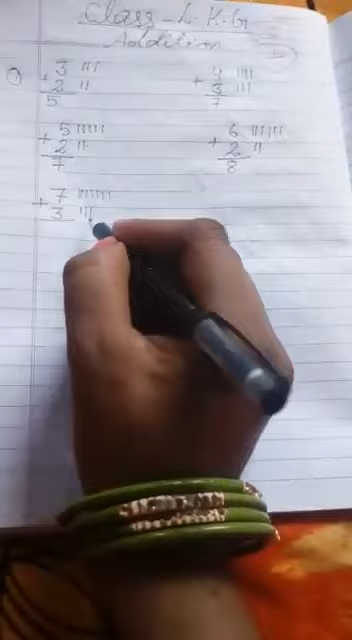 Class - L.K.G
Addition
3 ||| 4 ||||
+ 2 || + 3 |||
5 7
5 ||||| 6 ||||||
+ 2 || + 2 ||
7 8
7 |||||||
+ 3 |||